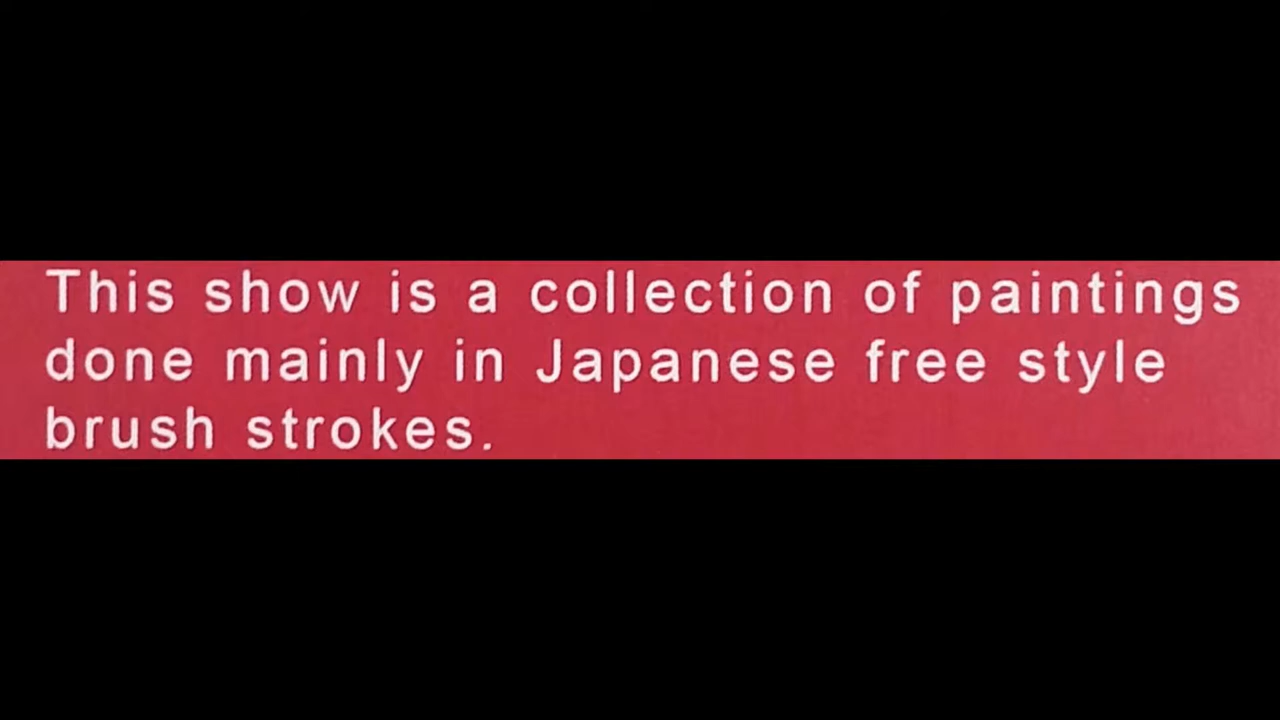 This show is a collection of paintings
done mainly in Japanese free style
brush strokes.